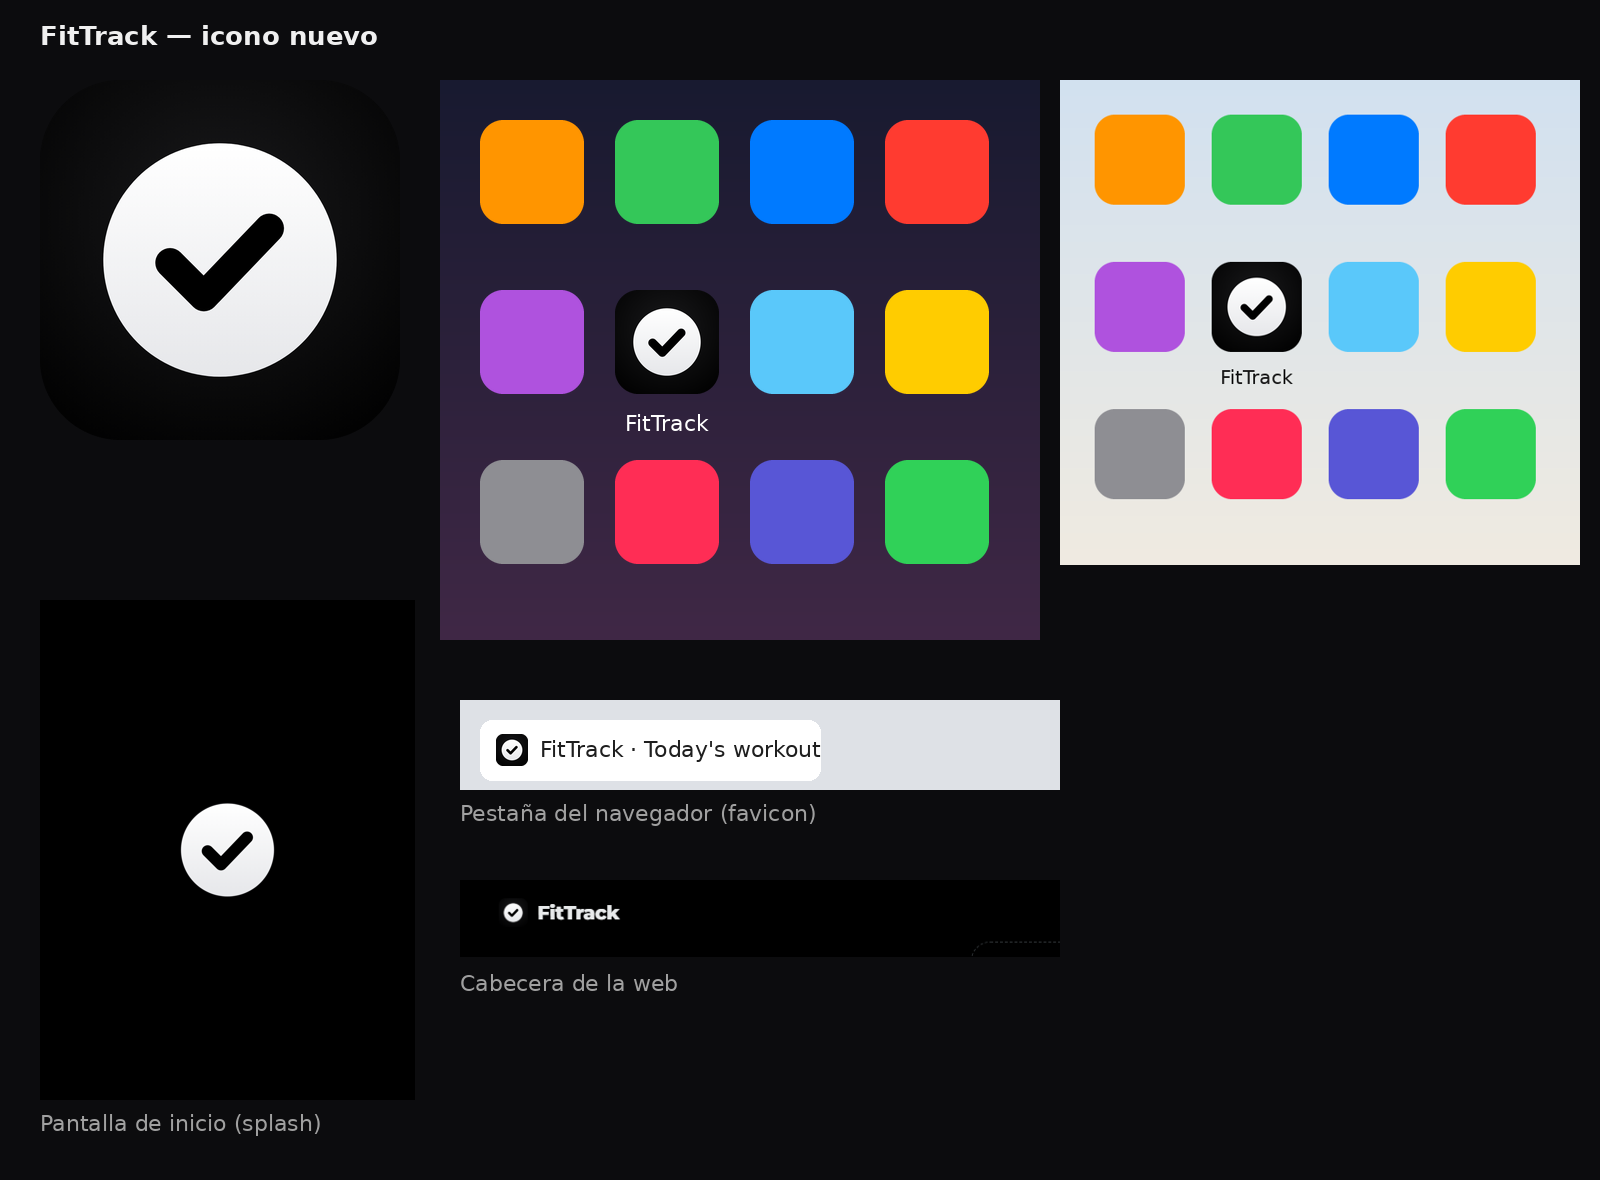 FitTrack — icono nuevo
FitTrack
FitTrack
FitTrack · Today's workout
Pestaña del navegador (favicon)
FitTrack
Cabecera de la web
Pantalla de inicio (splash)